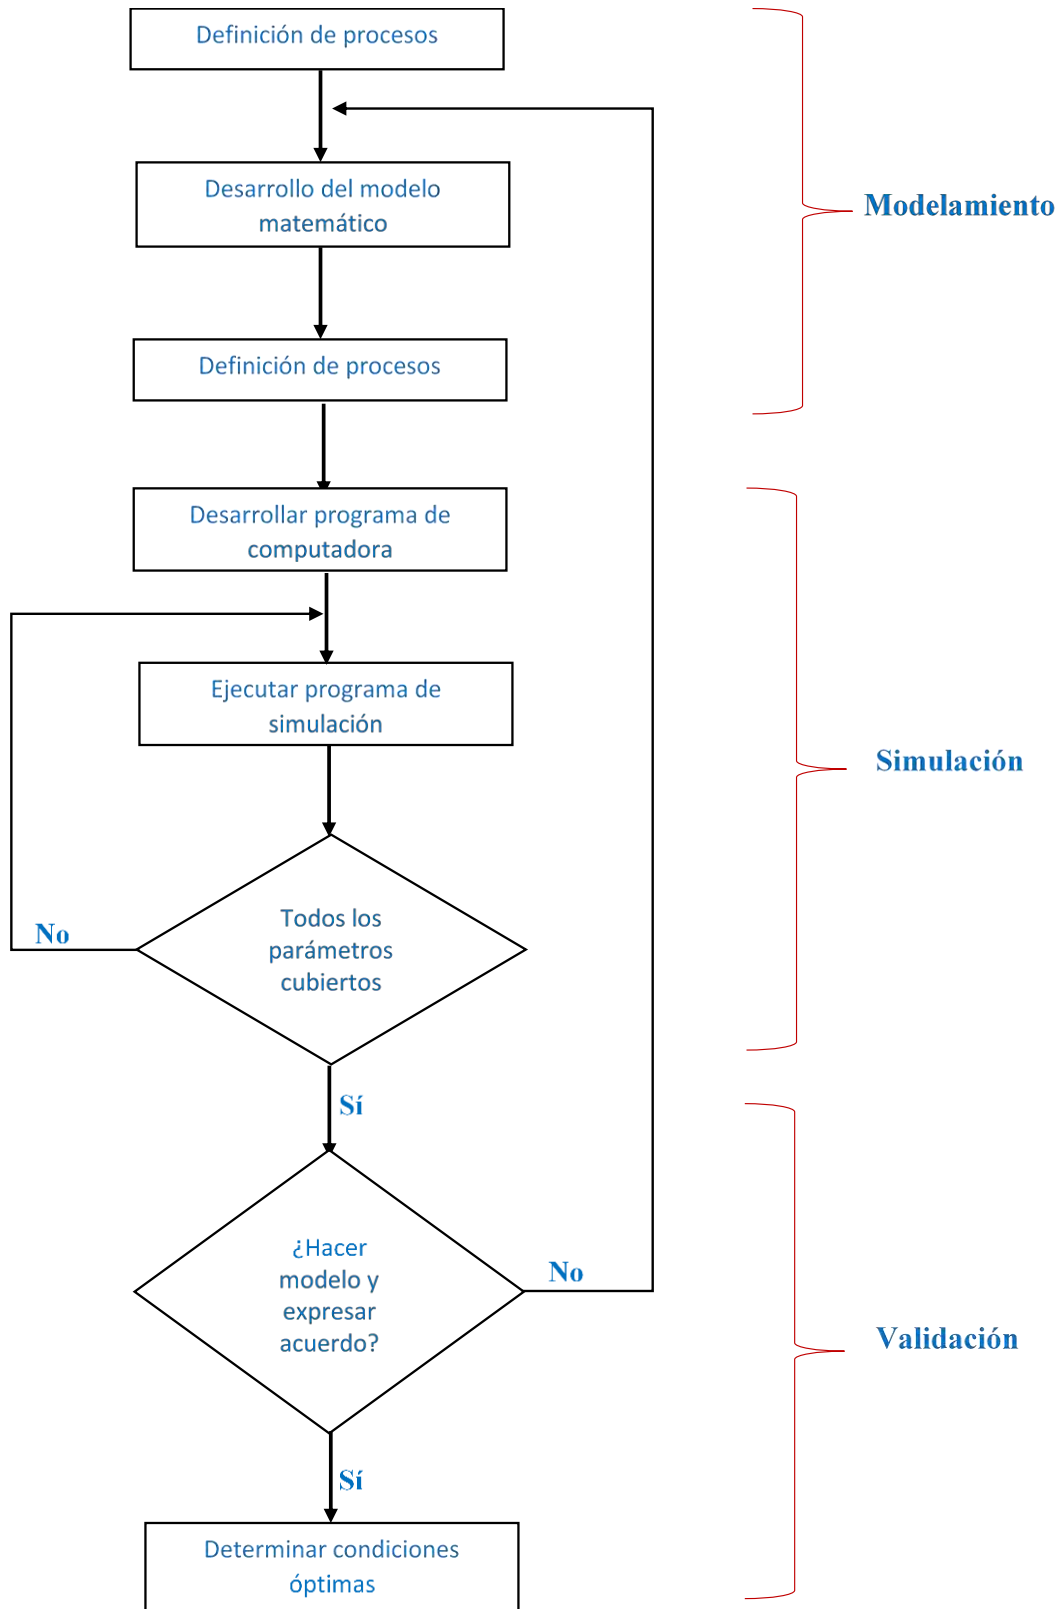 Definición de procesos
Desarrollo del modelo
matemático
Modelamiento
Definición de procesos
Desarrollar programa de
computadora
Ejecutar programa de
simulación
Simulación
Todos los
parámetros
cubiertos
No
Sí
¿Hacer
modelo y
expresar
acuerdo?
No
Validación
Sí
Determinar condiciones
óptimas